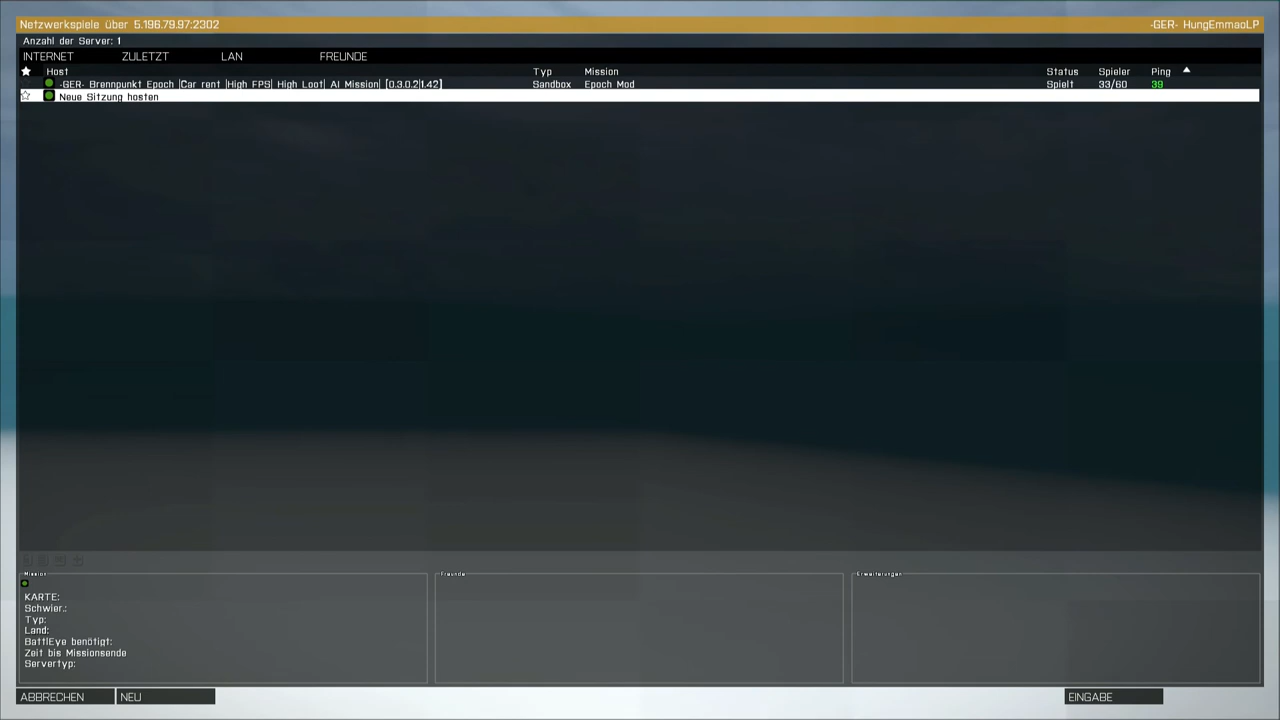 Netzwerkspiele über 5.196.79.97:2302 -GER- HungEmmaoLP
Anzahl der Server: 1
INTERNET ZULETZT LAN FREUNDE
Host Typ Mission Status Spieler Ping
-GER- Brennpunkt Epoch |Car rent |High FPS| High Loot| AI Mission| [0.3.0.2|1.42] Sandbox Epoch Mod Spielt 33/60 39
Neue Sitzung hosten
Mission Freunde Erweiterungen
KARTE:
Schwier.:
Typ:
Land:
BattlEye benötigt:
Zeit bis Missionsende
Servertyp:
ABBRECHEN NEU EINGABE